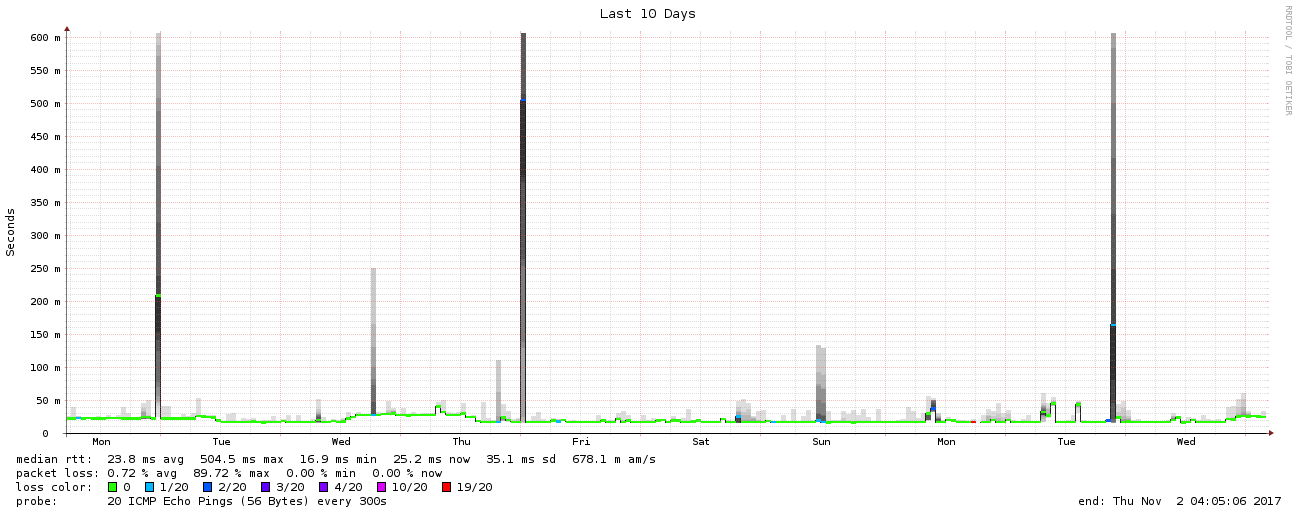 Last 10 Days
RRDTOOL / TOBI OETIKER
Seconds
600 m
550 m
500 m
450 m
400 m
350 m
300 m
250 m
200 m
150 m
100 m
50 m
0
Mon Tue Wed Thu Fri Sat Sun Mon Tue Wed
median rtt: 23.8 ms avg 504.5 ms max 16.9 ms min 25.2 ms now 35.1 ms sd 678.1 m am/s
packet loss: 0.72 % avg 89.72 % max 0.00 % min 0.00 % now
loss color: 0 1/20 2/20 3/20 4/20 10/20 19/20
probe: 20 ICMP Echo Pings (56 Bytes) every 300s end: Thu Nov 2 04:05:06 2017